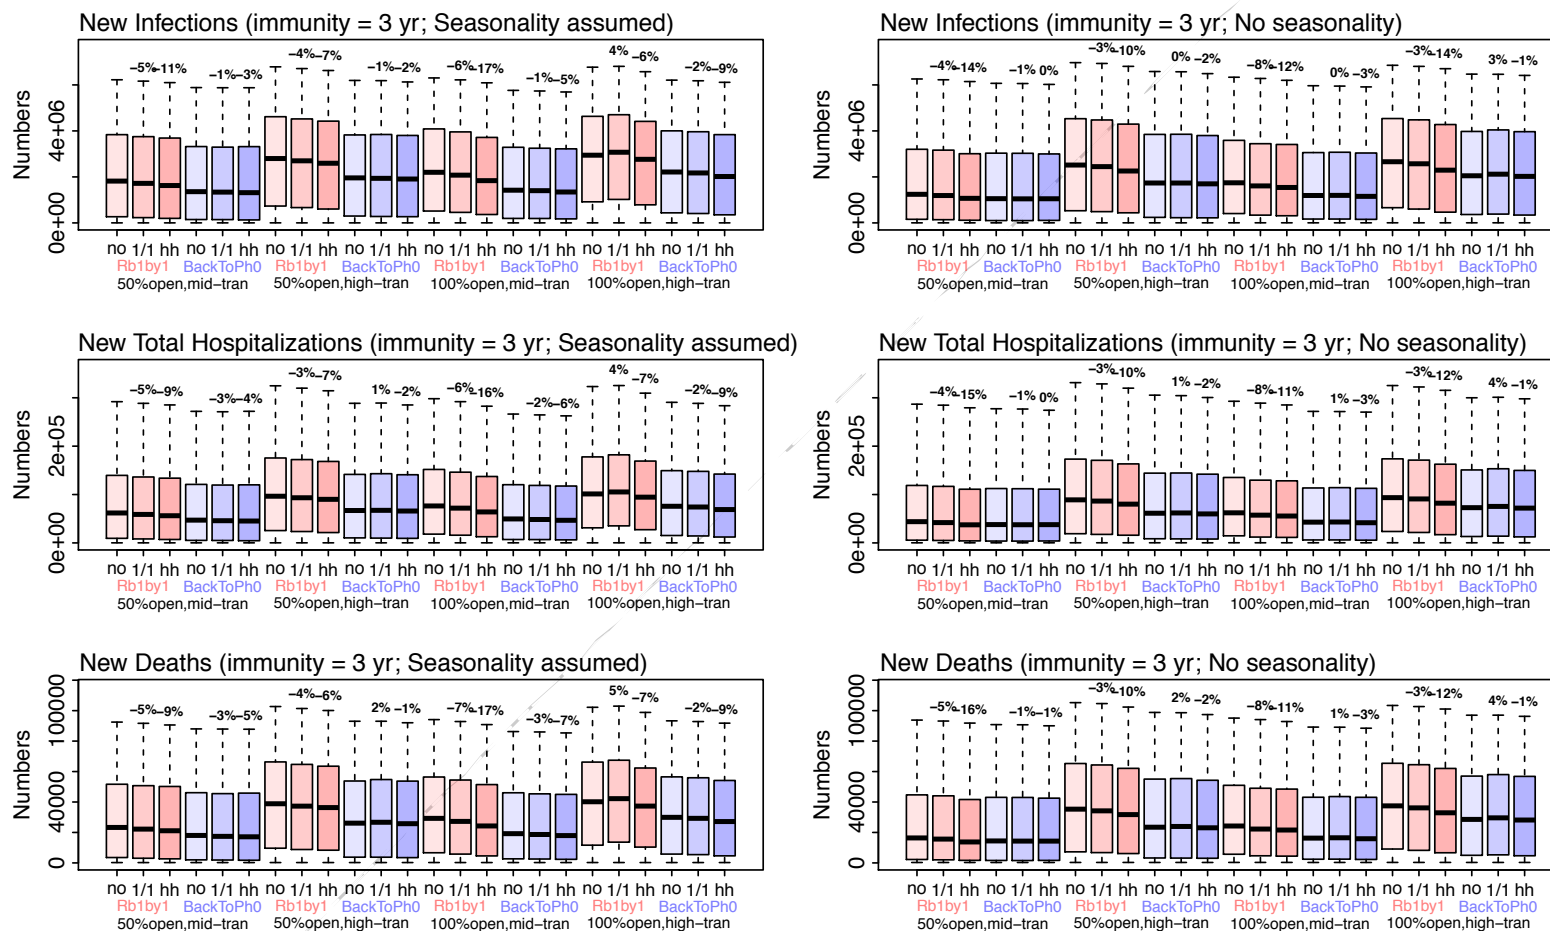 New Infections (immunity = 3 yr; Seasonality assumed)
Numbers
0e+00 4e+06
−5% −11% −1% −3% −4% −7% −1% −2% −6% −17% −1% −5% 4% −6% −2% −9%
no 1/1 hh no 1/1 hh no 1/1 hh no 1/1 hh no 1/1 hh no 1/1 hh no 1/1 hh no 1/1 hh
Rb1by1 BackToPh0 Rb1by1 BackToPh0 Rb1by1 BackToPh0 Rb1by1 BackToPh0
50%open,mid−tran 50%open,high−tran 100%open,mid−tran 100%open,high−tran
New Infections (immunity = 3 yr; No seasonality)
Numbers
0e+00 4e+06
−4% −14% −1% 0% −3% −10% 0% −2% −8% −12% 0% −3% −3% −14% 3% −1%
no 1/1 hh no 1/1 hh no 1/1 hh no 1/1 hh no 1/1 hh no 1/1 hh no 1/1 hh no 1/1 hh
Rb1by1 BackToPh0 Rb1by1 BackToPh0 Rb1by1 BackToPh0 Rb1by1 BackToPh0
50%open,mid−tran 50%open,high−tran 100%open,mid−tran 100%open,high−tran
New Total Hospitalizations (immunity = 3 yr; Seasonality assumed)
Numbers
0e+00 2e+05
−5% −9% −3% −4% −3% −7% 1% −2% −6% −16% −2% −6% 4% −7% −2% −9%
no 1/1 hh no 1/1 hh no 1/1 hh no 1/1 hh no 1/1 hh no 1/1 hh no 1/1 hh no 1/1 hh
Rb1by1 BackToPh0 Rb1by1 BackToPh0 Rb1by1 BackToPh0 Rb1by1 BackToPh0
50%open,mid−tran 50%open,high−tran 100%open,mid−tran 100%open,high−tran
New Total Hospitalizations (immunity = 3 yr; No seasonality)
Numbers
0e+00 2e+05
−4% −15% −1% 0% −3% −10% 1% −2% −8% −11% 1% −3% −3% −12% 4% −1%
no 1/1 hh no 1/1 hh no 1/1 hh no 1/1 hh no 1/1 hh no 1/1 hh no 1/1 hh no 1/1 hh
Rb1by1 BackToPh0 Rb1by1 BackToPh0 Rb1by1 BackToPh0 Rb1by1 BackToPh0
50%open,mid−tran 50%open,high−tran 100%open,mid−tran 100%open,high−tran
New Deaths (immunity = 3 yr; Seasonality assumed)
Numbers
0 40000 100000
−5% −9% −3% −5% −4% −6% 2% −1% −7% −17% −3% −7% 5% −7% −2% −9%
no 1/1 hh no 1/1 hh no 1/1 hh no 1/1 hh no 1/1 hh no 1/1 hh no 1/1 hh no 1/1 hh
Rb1by1 BackToPh0 Rb1by1 BackToPh0 Rb1by1 BackToPh0 Rb1by1 BackToPh0
50%open,mid−tran 50%open,high−tran 100%open,mid−tran 100%open,high−tran
New Deaths (immunity = 3 yr; No seasonality)
Numbers
0 40000 100000
−5% −16% −1% −1% −3% −10% 2% −2% −8% −11% 1% −3% −3% −12% 4% −1%
no 1/1 hh no 1/1 hh no 1/1 hh no 1/1 hh no 1/1 hh no 1/1 hh no 1/1 hh no 1/1 hh
Rb1by1 BackToPh0 Rb1by1 BackToPh0 Rb1by1 BackToPh0 Rb1by1 BackToPh0
50%open,mid−tran 50%open,high−tran 100%open,mid−tran 100%open,high−tran